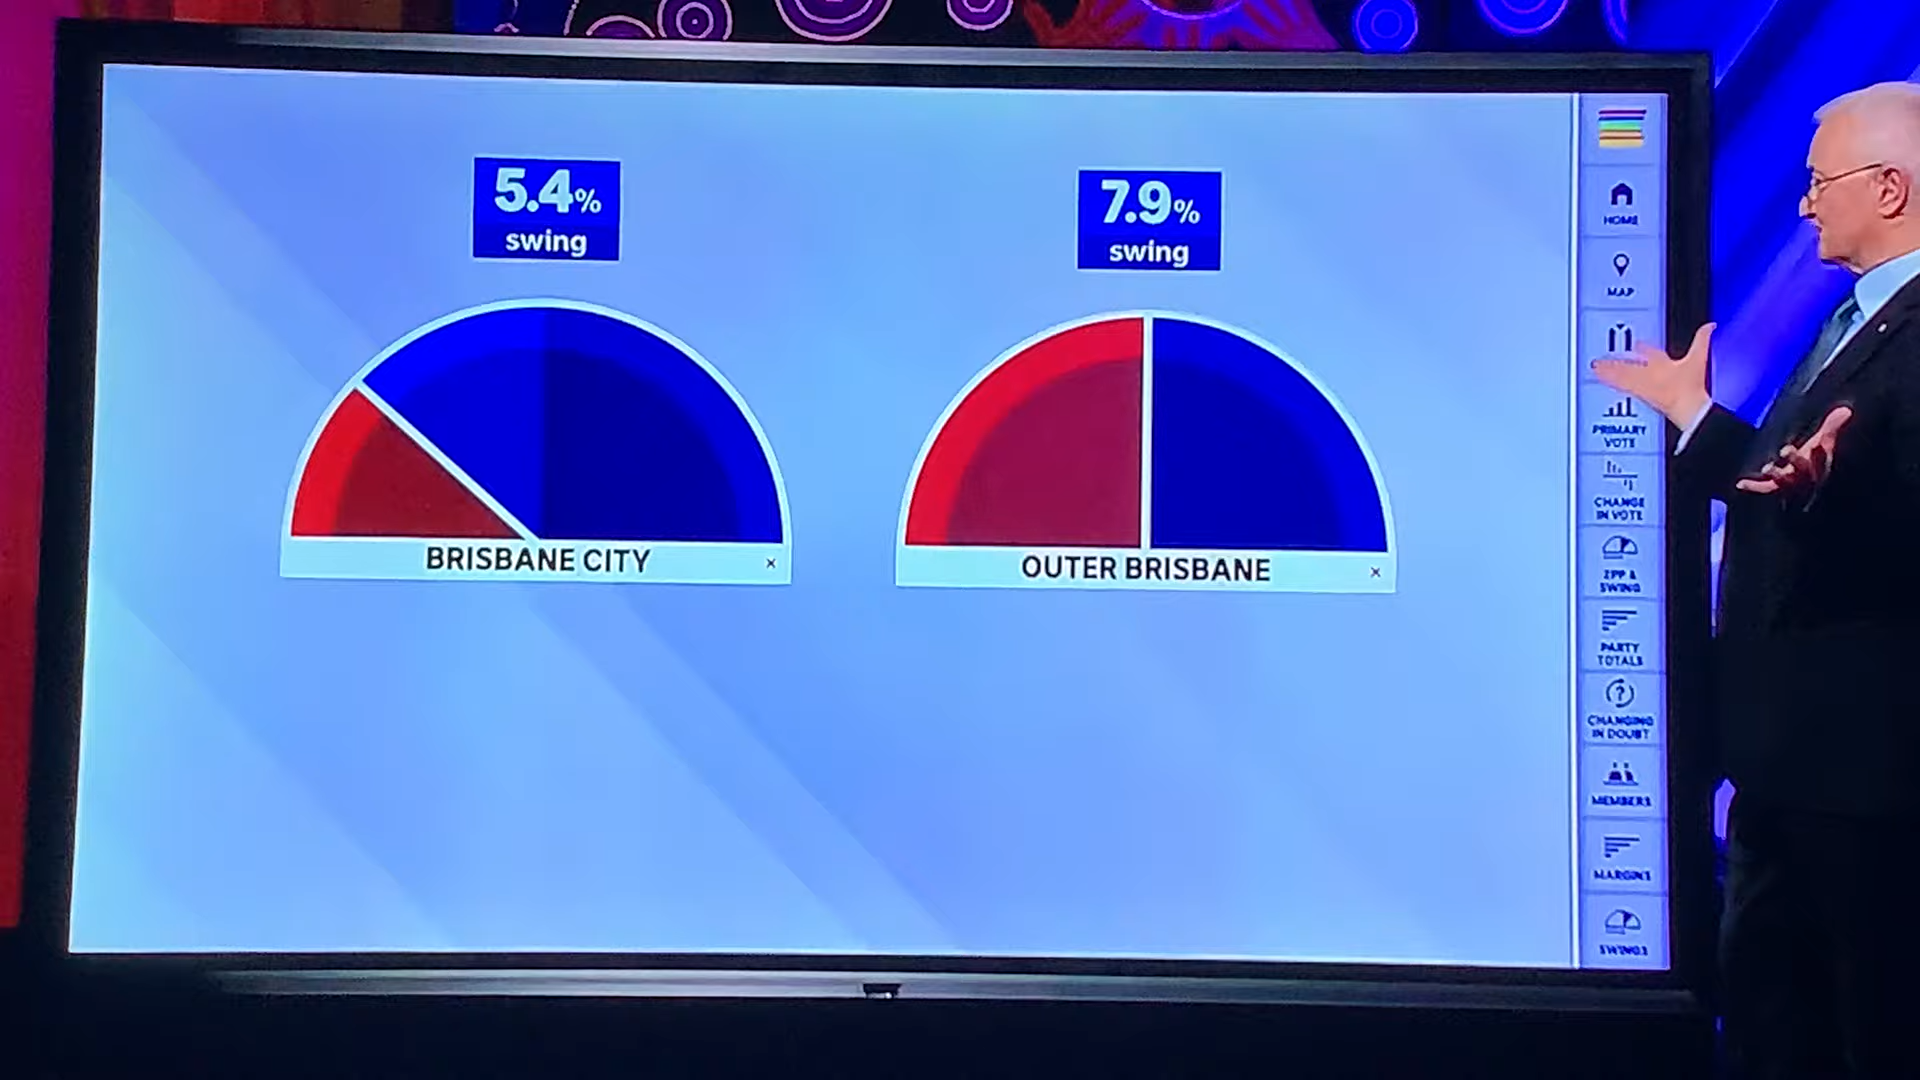 5.4%
swing
7.9%
swing
BRISBANE CITY
×
OUTER BRISBANE
×
HOME
MAP
PRIMARY
VOTE
CHANGE
IN VOTE
2PP &
SWING
PARTY
TOTALS
CHANGING
IN DOUBT
MEMBERS
MARGINS
SWINGS